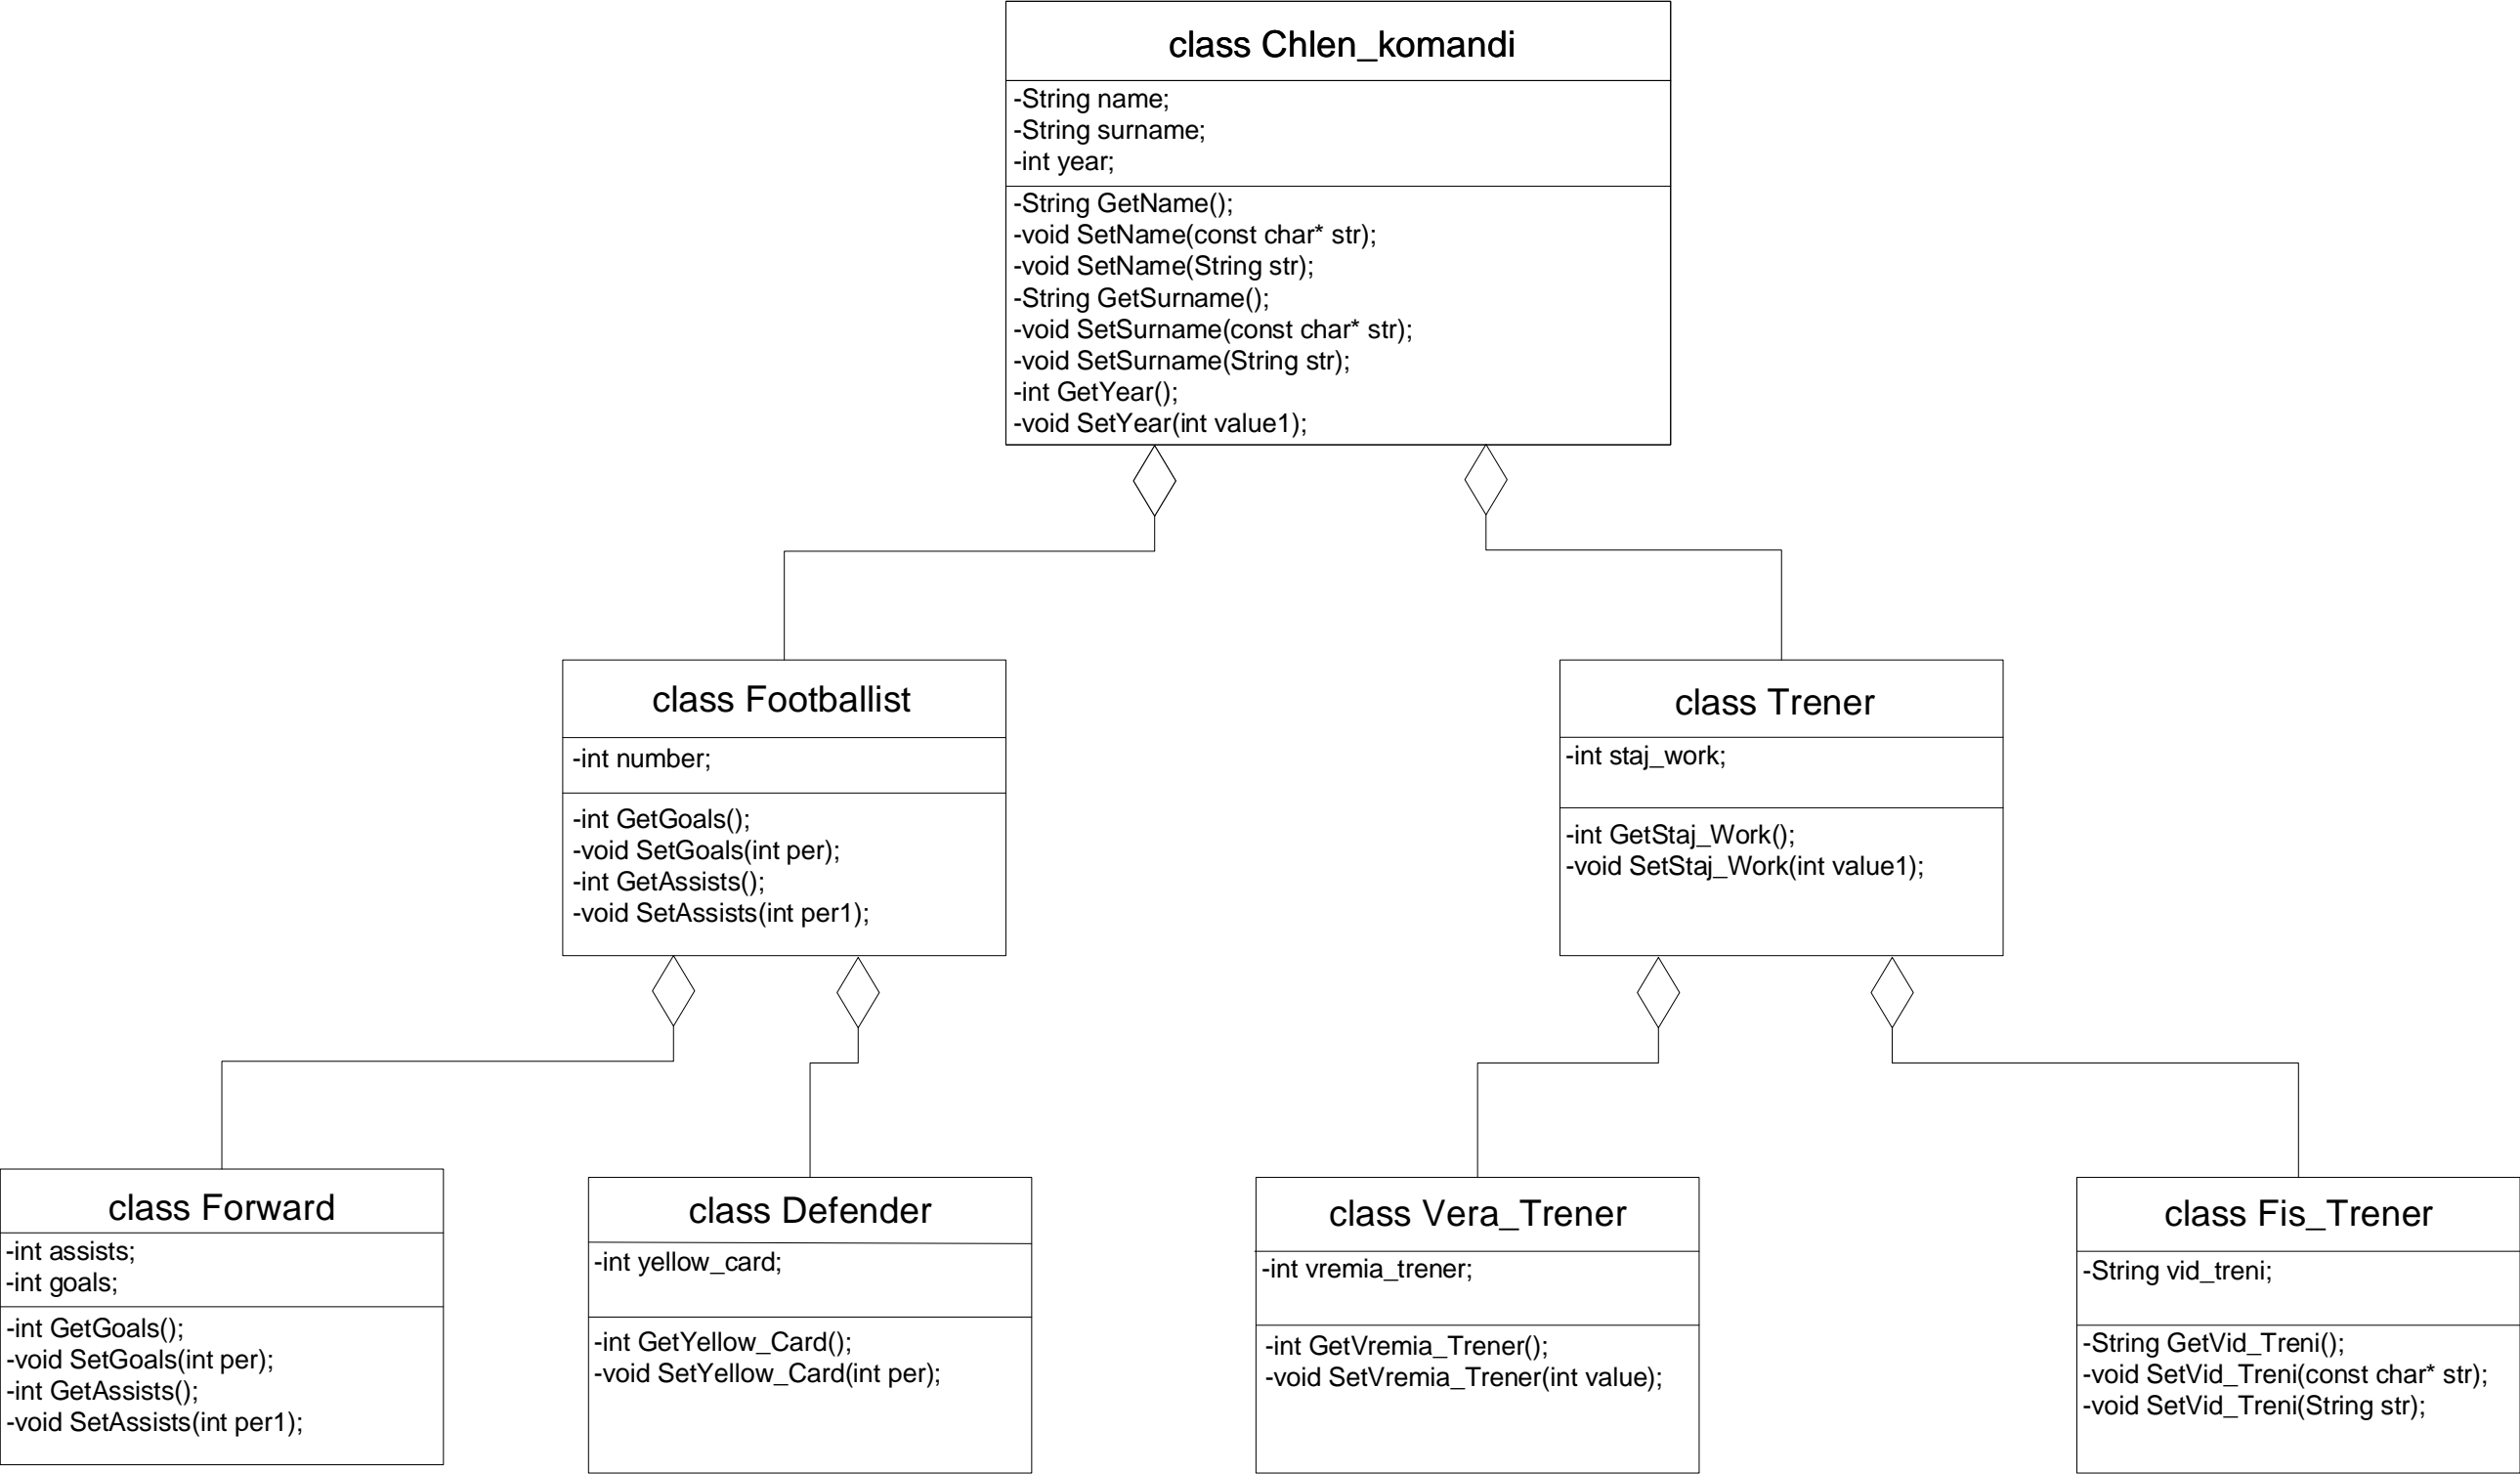 class Chlen_komandi
-String name;
-String surname;
-int year;
-String GetName();
-void SetName(const char* str);
-void SetName(String str);
-String GetSurname();
-void SetSurname(const char* str);
-void SetSurname(String str);
-int GetYear();
-void SetYear(int value1);
class Footballist
-int number;
-int GetGoals();
-void SetGoals(int per);
-int GetAssists();
-void SetAssists(int per1);
class Trener
-int staj_work;
-int GetStaj_Work();
-void SetStaj_Work(int value1);
class Forward
-int assists;
-int goals;
-int GetGoals();
-void SetGoals(int per);
-int GetAssists();
-void SetAssists(int per1);
class Defender
-int yellow_card;
-int GetYellow_Card();
-void SetYellow_Card(int per);
class Vera_Trener
-int vremia_trener;
-int GetVremia_Trener();
-void SetVremia_Trener(int value);
class Fis_Trener
-String vid_treni;
-String GetVid_Treni();
-void SetVid_Treni(const char* str);
-void SetVid_Treni(String str);